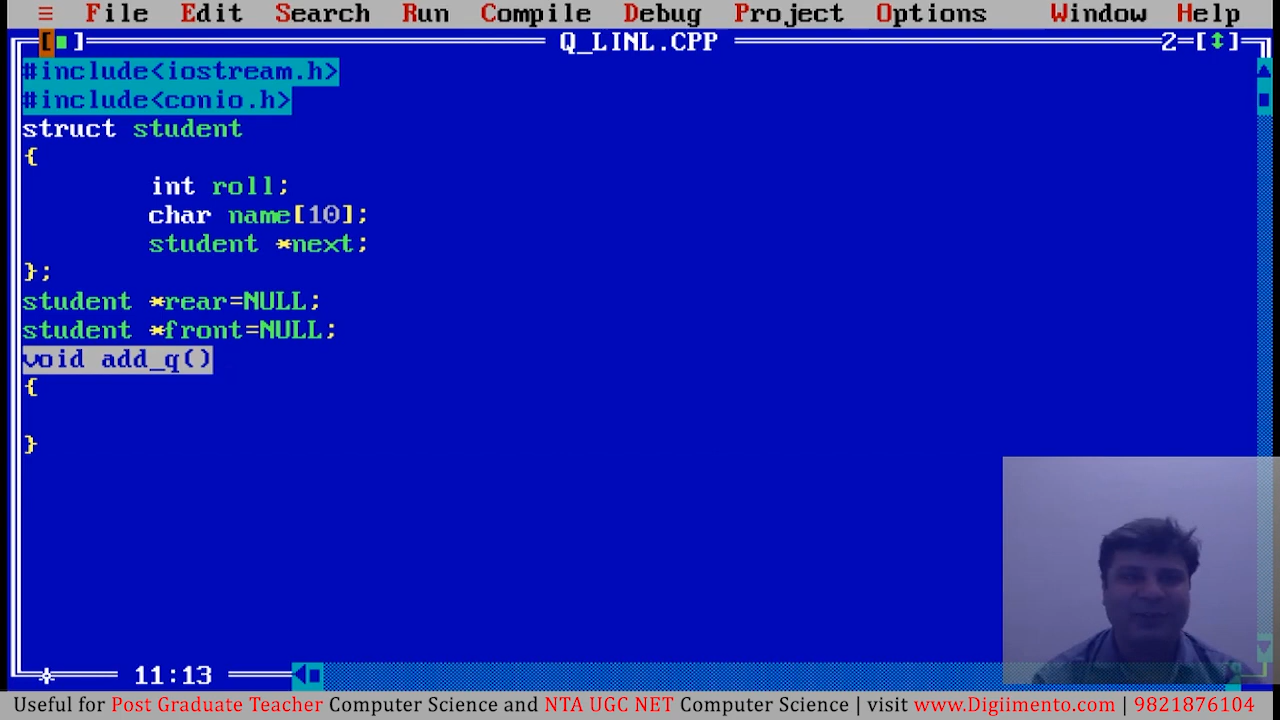 ≡ File Edit Search Run Compile Debug Project Options Window Help
[■] Q_LINL.CPP 2=[↕]
#include<iostream.h>
#include<conio.h>
struct student
{
int roll;
char name[10];
student *next;
};
student *rear=NULL;
student *front=NULL;
void add_q()
{
}
11:13
Useful for Post Graduate Teacher Computer Science and NTA UGC NET Computer Science | visit www.Digiimento.com | 9821876104